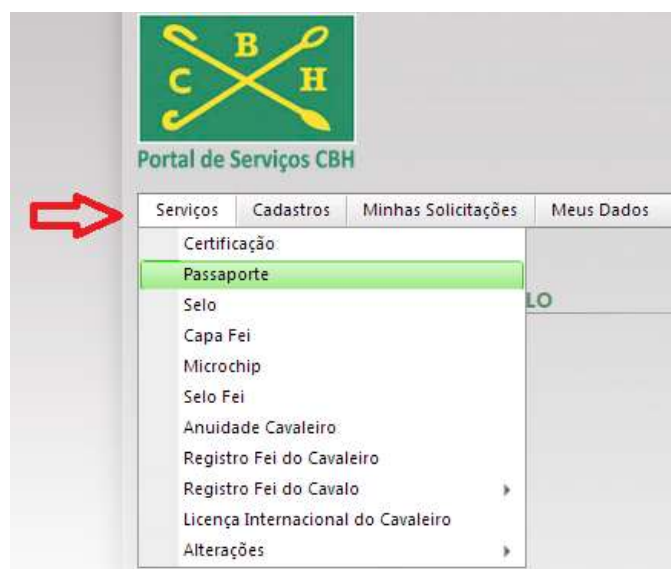 B
C H
Portal de Serviços CBH
Serviços Cadastros Minhas Solicitações Meus Dados
Certificação
Passaporte
LO
Selo
Capa Fei
Microchip
Selo Fei
Anuidade Cavaleiro
Registro Fei do Cavaleiro
Registro Fei do Cavalo
Licença Internacional do Cavaleiro
Alterações